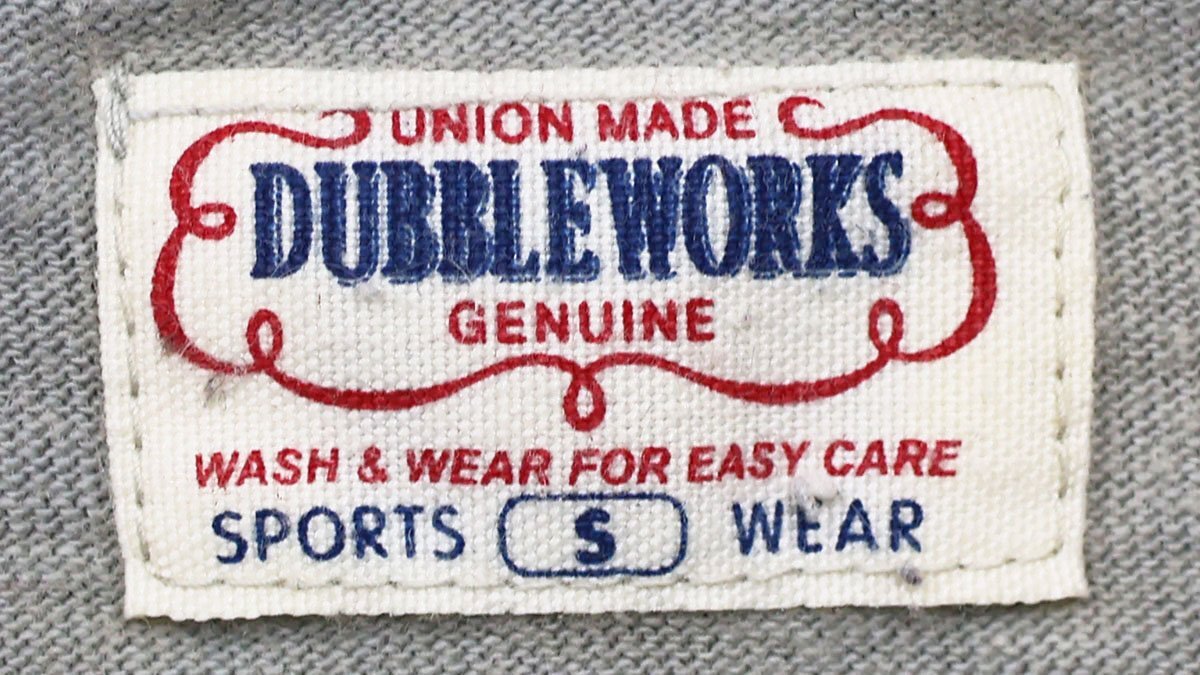 UNION MADE
DUBBLEWORKS
GENUINE
WASH & WEAR FOR EASY CARE
SPORTS S WEAR